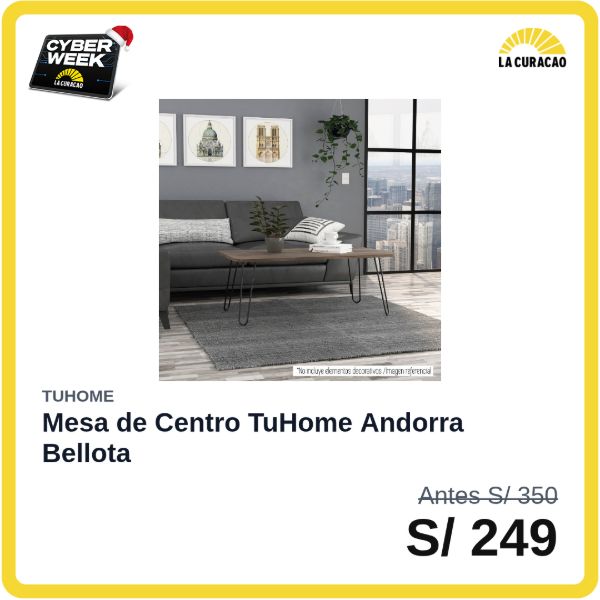 CYBER
WEEK
LA CURACAO
LA CURACAO
*No incluye elementos decorativos /Imagen referencial
TUHOME
Mesa de Centro TuHome Andorra
Bellota
Antes S/ 350
S/ 249